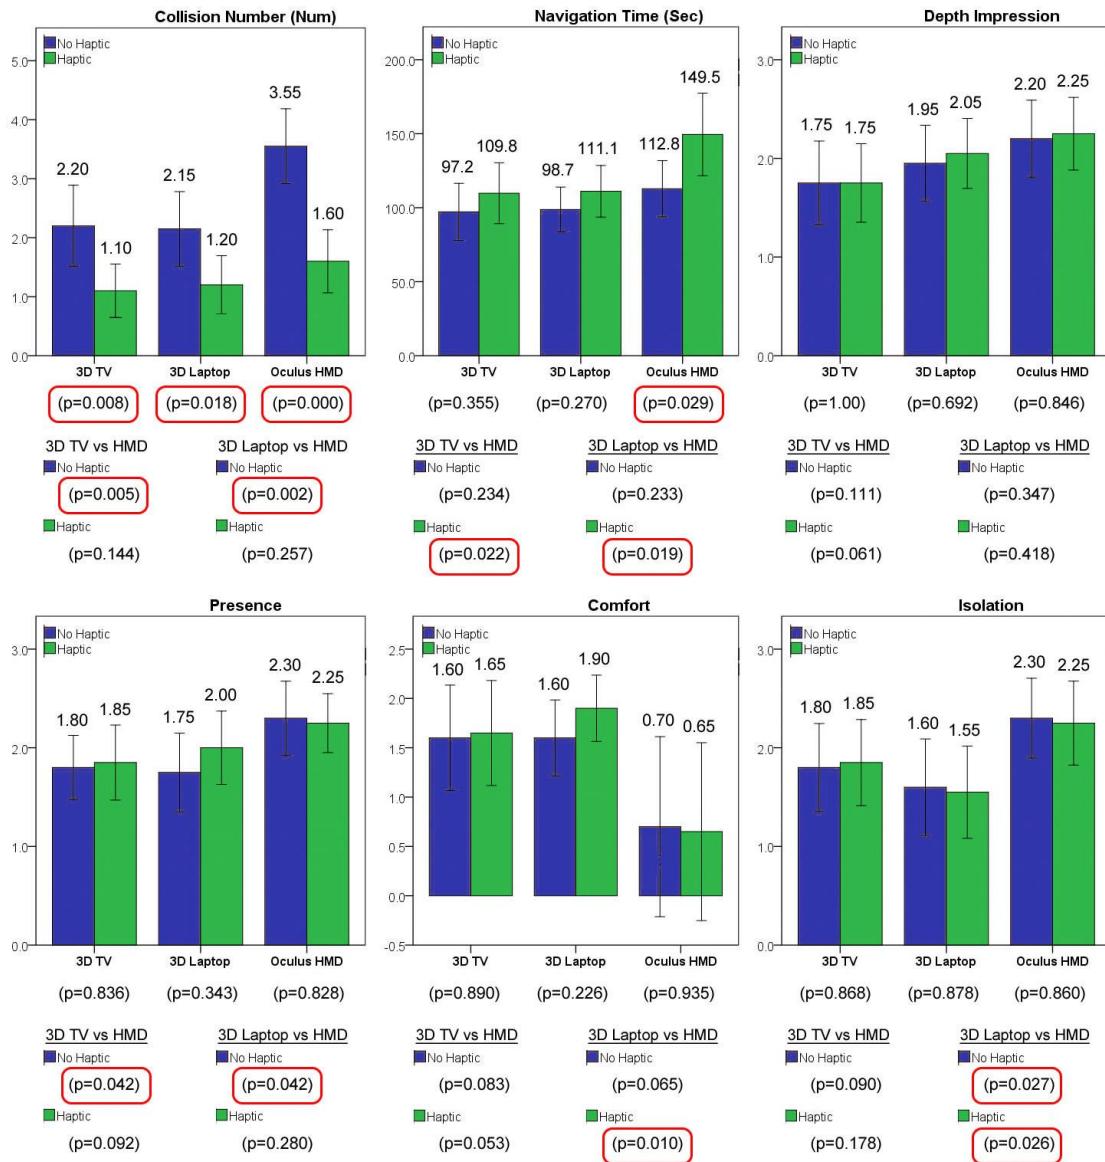 Collision Number (Num)
No Haptic
Haptic
5.0
4.0
3.0
2.0
1.0
0.0
2.20
1.10
2.15
1.20
3.55
1.60
3D TV
3D Laptop
Oculus HMD
(p=0.008)
(p=0.018)
(p=0.000)
3D TV vs HMD
3D Laptop vs HMD
No Haptic
No Haptic
(p=0.005)
(p=0.002)
Haptic
Haptic
(p=0.144)
(p=0.257)
Navigation Time (Sec)
No Haptic
Haptic
200.0
150.0
100.0
50.0
0.0
97.2
109.8
98.7
111.1
112.8
149.5
3D TV
3D Laptop
Oculus HMD
(p=0.355)
(p=0.270)
(p=0.029)
3D TV vs HMD
3D Laptop vs HMD
No Haptic
No Haptic
(p=0.234)
(p=0.233)
Haptic
Haptic
(p=0.022)
(p=0.019)
Depth Impression
No Haptic
Haptic
3.0
2.0
1.0
0.0
1.75
1.75
1.95
2.05
2.20
2.25
3D TV
3D Laptop
Oculus HMD
(p=1.00)
(p=0.692)
(p=0.846)
3D TV vs HMD
3D Laptop vs HMD
No Haptic
No Haptic
(p=0.111)
(p=0.347)
Haptic
Haptic
(p=0.061)
(p=0.418)
Presence
No Haptic
Haptic
3.0
2.0
1.0
0.0
1.80
1.85
1.75
2.00
2.30
2.25
3D TV
3D Laptop
Oculus HMD
(p=0.836)
(p=0.343)
(p=0.828)
3D TV vs HMD
3D Laptop vs HMD
No Haptic
No Haptic
(p=0.042)
(p=0.042)
Haptic
Haptic
(p=0.092)
(p=0.280)
Comfort
No Haptic
Haptic
2.5
2.0
1.5
1.0
0.5
0.0
-0.5
1.60
1.65
1.60
1.90
0.70
0.65
3D TV
3D Laptop
Oculus HMD
(p=0.890)
(p=0.226)
(p=0.935)
3D TV vs HMD
3D Laptop vs HMD
No Haptic
No Haptic
(p=0.083)
(p=0.065)
Haptic
Haptic
(p=0.053)
(p=0.010)
Isolation
No Haptic
Haptic
3.0
2.0
1.0
0.0
1.80
1.85
1.60
1.55
2.30
2.25
3D TV
3D Laptop
Oculus HMD
(p=0.868)
(p=0.878)
(p=0.860)
3D TV vs HMD
3D Laptop vs HMD
No Haptic
No Haptic
(p=0.090)
(p=0.027)
Haptic
Haptic
(p=0.178)
(p=0.026)